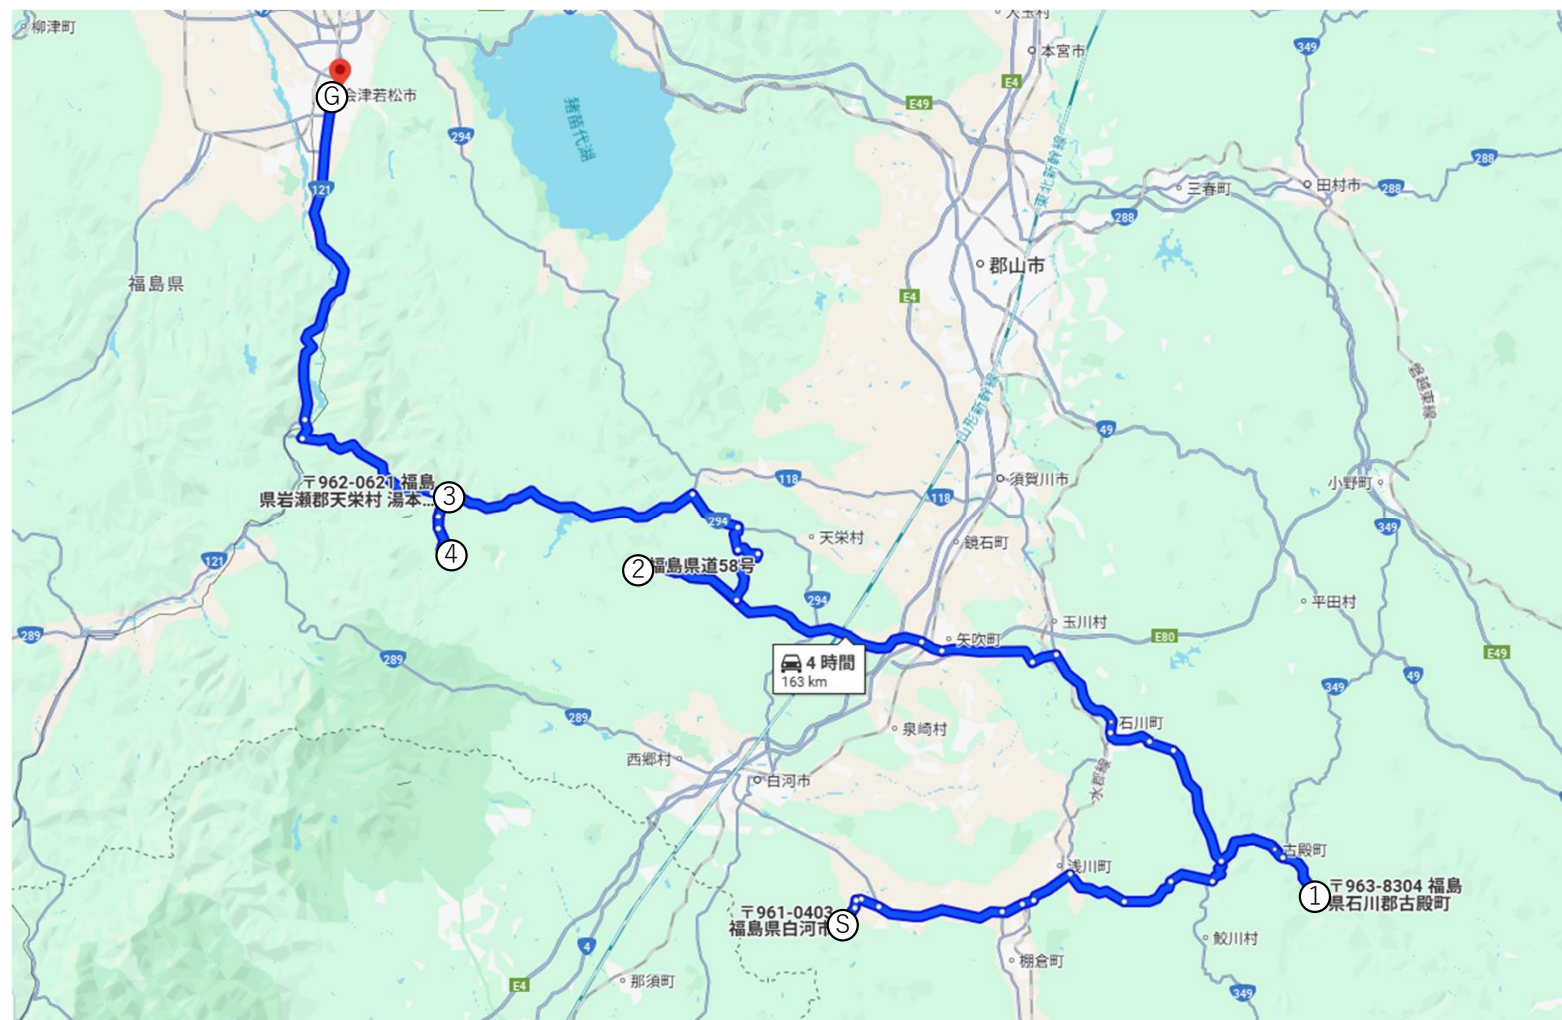 柳津町
大玉村
本宮市
349
E4
E49
G
会津若松市
294
猪苗代湖
東北新幹線
288
三春町
田村市
288
121
288
福島県
郡山市
E4
磐越東線
山形新幹線
49
〒962-0621 福島
県岩瀬郡天栄村 湯本...
3
118
118
須賀川市
小野町
294
天栄村
鏡石町
349
121
4
2
福島県道58号
294
平田村
玉川村
289
矢吹町
E80
E49
289
4 時間
163 km
349
49
289
泉崎村
石川町
西郷村
白河市
水郡線
古殿町
浅川町
〒963-8304 福島
県石川郡古殿町
1
〒961-0403
福島県白河市
S
4
鮫川村
棚倉町
E4
那須町
349